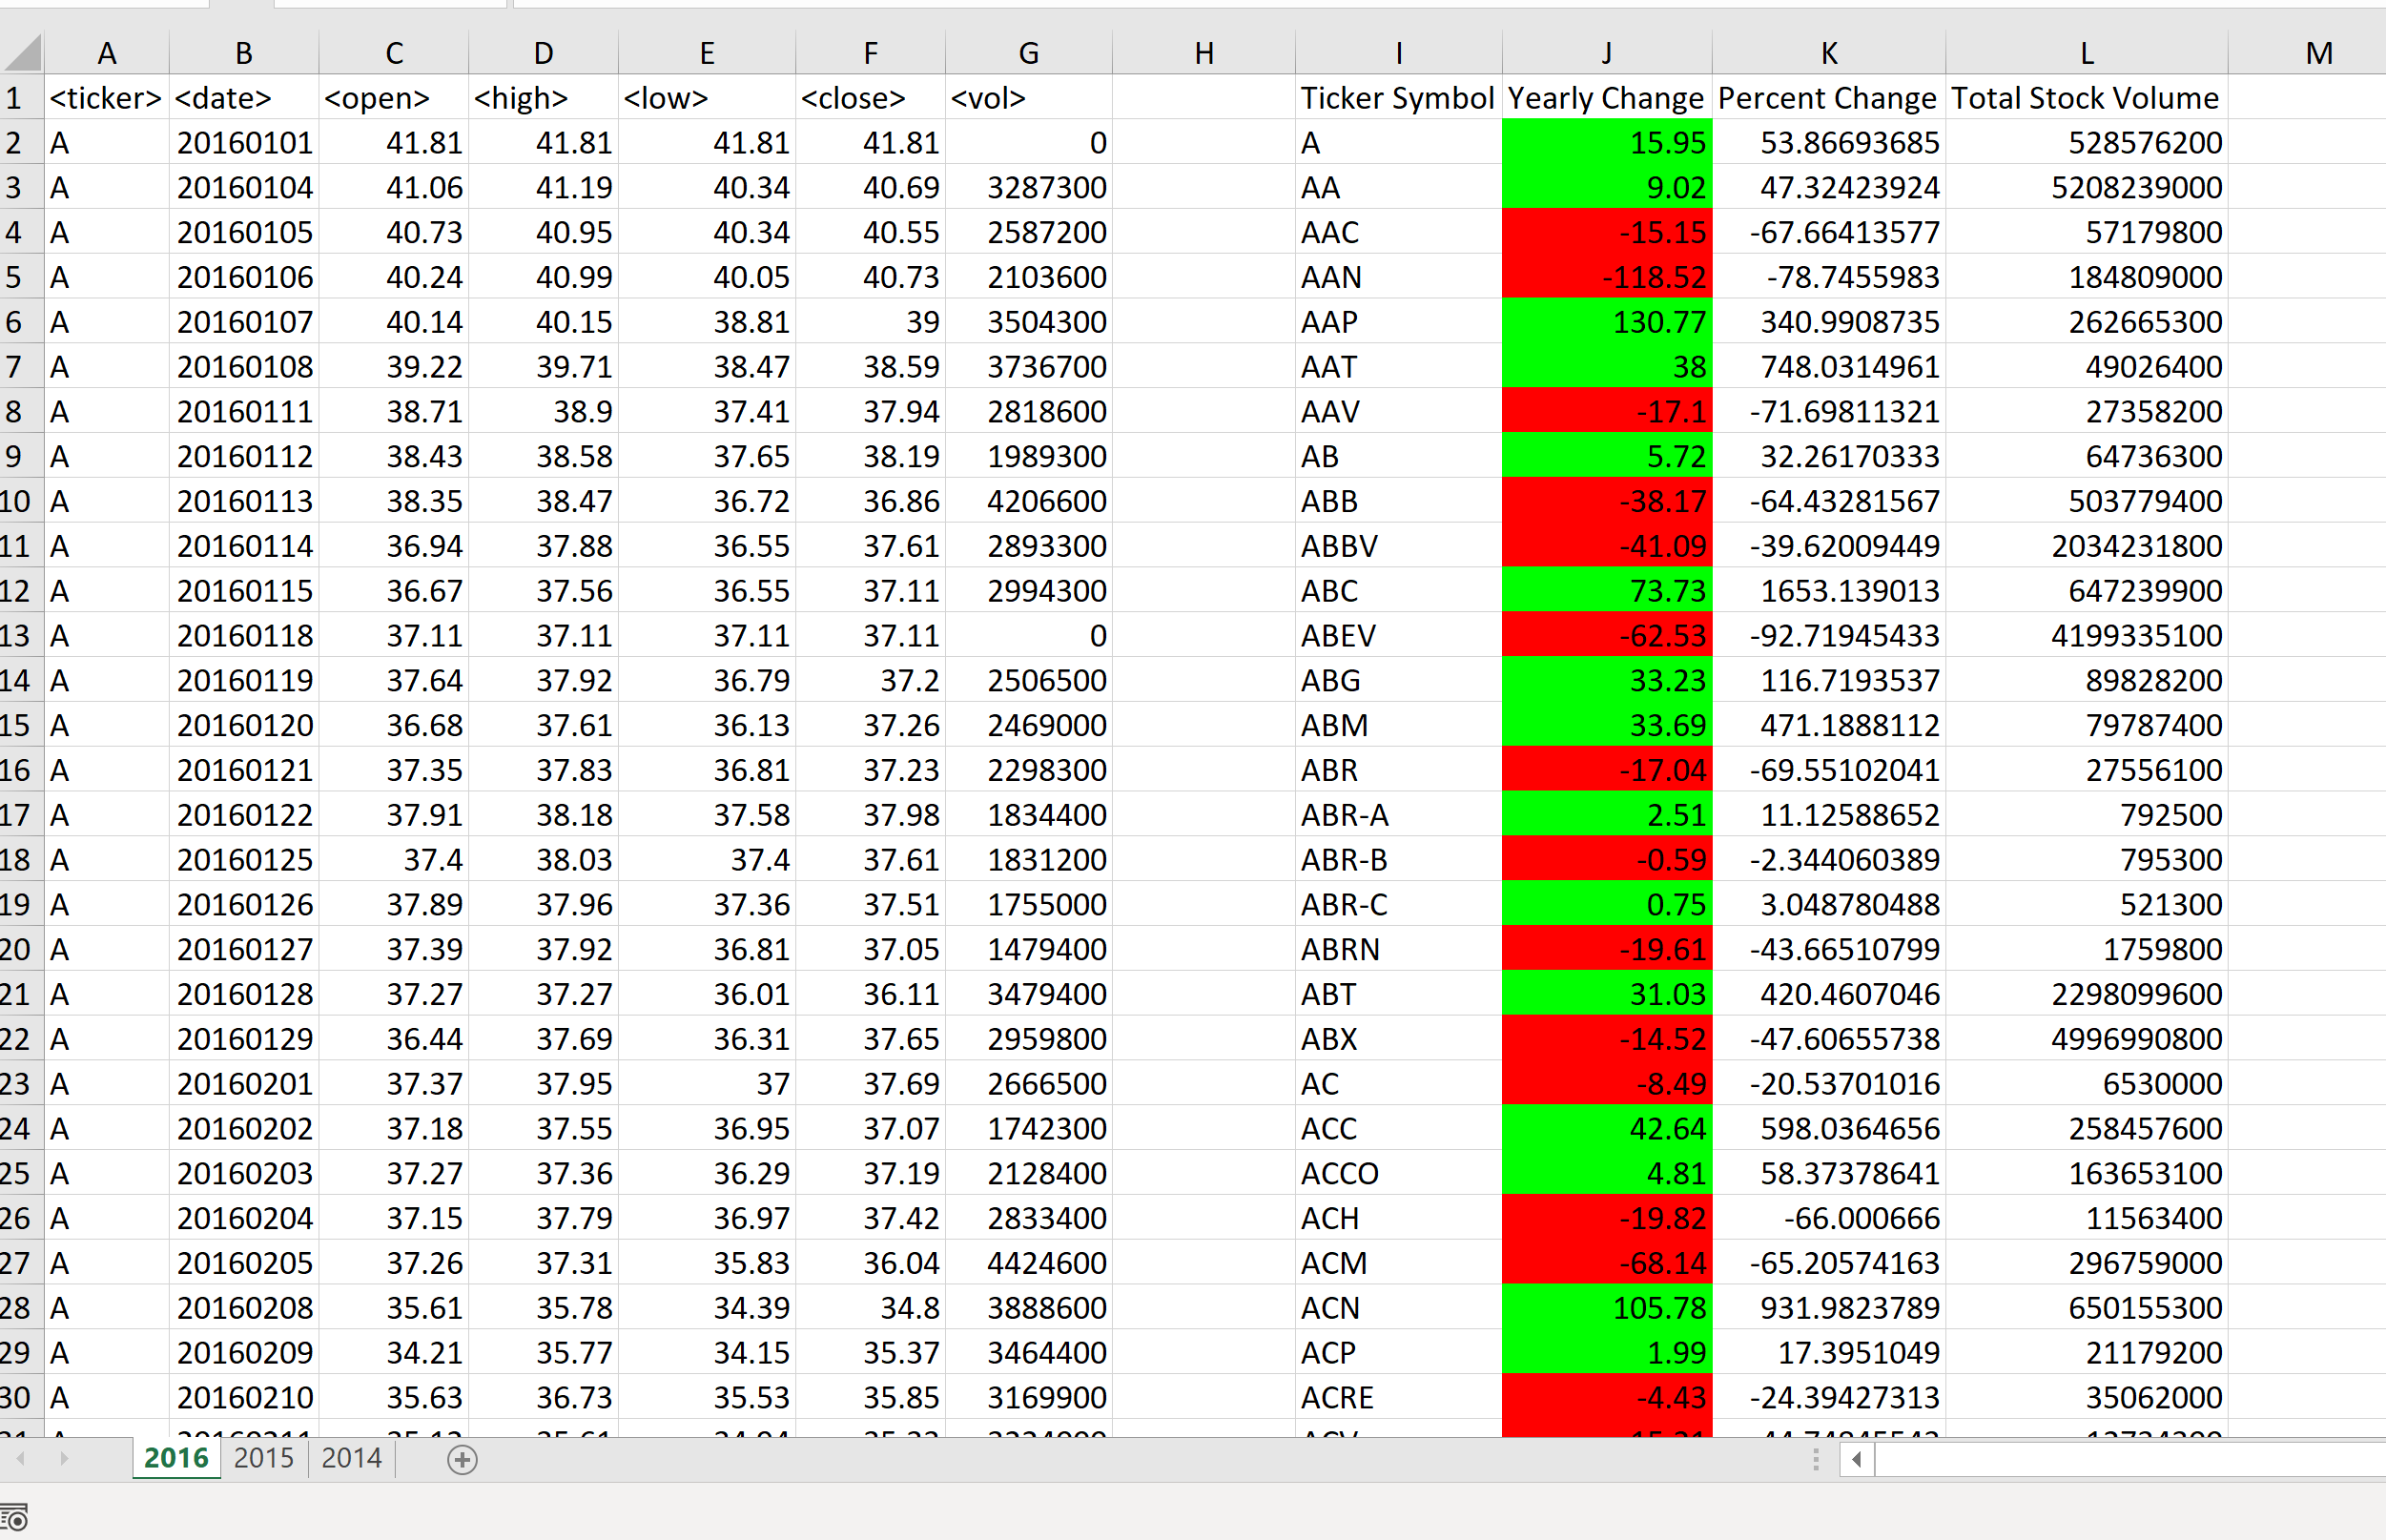 A B C D E F G H I J K L M
1 <ticker> <date> <open> <high> <low> <close> <vol> Ticker Symbol Yearly Change Percent Change Total Stock Volume
2 A 20160101 41.81 41.81 41.81 41.81 0 A 15.95 53.86693685 528576200
3 A 20160104 41.06 41.19 40.34 40.69 3287300 AA 9.02 47.32423924 5208239000
4 A 20160105 40.73 40.95 40.34 40.55 2587200 AAC -15.15 -67.66413577 57179800
5 A 20160106 40.24 40.99 40.05 40.73 2103600 AAN -118.52 -78.7455983 184809000
6 A 20160107 40.14 40.15 38.81 39 3504300 AAP 130.77 340.9908735 262665300
7 A 20160108 39.22 39.71 38.47 38.59 3736700 AAT 38 748.0314961 49026400
8 A 20160111 38.71 38.9 37.41 37.94 2818600 AAV -17.1 -71.69811321 27358200
9 A 20160112 38.43 38.58 37.65 38.19 1989300 AB 5.72 32.26170333 64736300
10 A 20160113 38.35 38.47 36.72 36.86 4206600 ABB -38.17 -64.43281567 503779400
11 A 20160114 36.94 37.88 36.55 37.61 2893300 ABBV -41.09 -39.62009449 2034231800
12 A 20160115 36.67 37.56 36.55 37.11 2994300 ABC 73.73 1653.139013 647239900
13 A 20160118 37.11 37.11 37.11 37.11 0 ABEV -62.53 -92.71945433 4199335100
14 A 20160119 37.64 37.92 36.79 37.2 2506500 ABG 33.23 116.7193537 89828200
15 A 20160120 36.68 37.61 36.13 37.26 2469000 ABM 33.69 471.1888112 79787400
16 A 20160121 37.35 37.83 36.81 37.23 2298300 ABR -17.04 -69.55102041 27556100
17 A 20160122 37.91 38.18 37.58 37.98 1834400 ABR-A 2.51 11.12588652 792500
18 A 20160125 37.4 38.03 37.4 37.61 1831200 ABR-B -0.59 -2.344060389 795300
19 A 20160126 37.89 37.96 37.36 37.51 1755000 ABR-C 0.75 3.048780488 521300
20 A 20160127 37.39 37.92 36.81 37.05 1479400 ABRN -19.61 -43.66510799 1759800
21 A 20160128 37.27 37.27 36.01 36.11 3479400 ABT 31.03 420.4607046 2298099600
22 A 20160129 36.44 37.69 36.31 37.65 2959800 ABX -14.52 -47.60655738 4996990800
23 A 20160201 37.37 37.95 37 37.69 2666500 AC -8.49 -20.53701016 6530000
24 A 20160202 37.18 37.55 36.95 37.07 1742300 ACC 42.64 598.0364656 258457600
25 A 20160203 37.27 37.36 36.29 37.19 2128400 ACCO 4.81 58.37378641 163653100
26 A 20160204 37.15 37.79 36.97 37.42 2833400 ACH -19.82 -66.000666 11563400
27 A 20160205 37.26 37.31 35.83 36.04 4424600 ACM -68.14 -65.20574163 296759000
28 A 20160208 35.61 35.78 34.39 34.8 3888600 ACN 105.78 931.9823789 650155300
29 A 20160209 34.21 35.77 34.15 35.37 3464400 ACP 1.99 17.3951049 21179200
30 A 20160210 35.63 36.73 35.53 35.85 3169900 ACRE -4.43 -24.39427313 35062000
2016 2015 2014